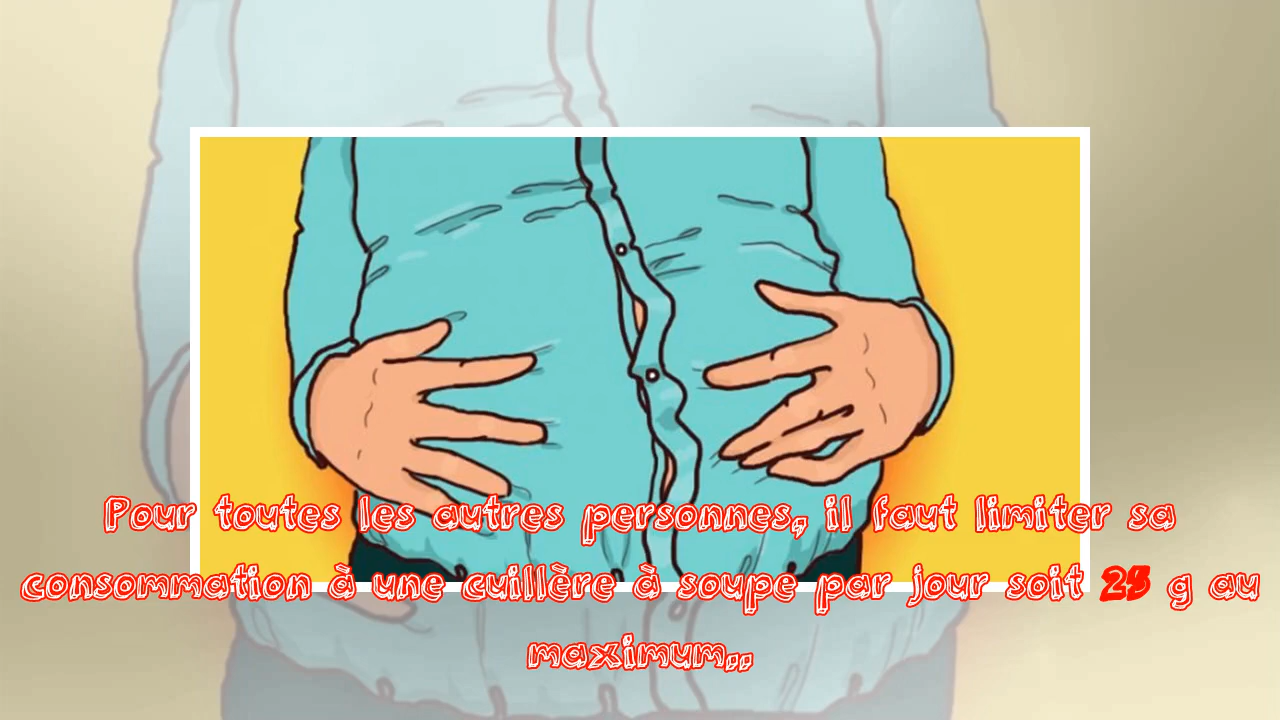 Pour toutes les autres personnes, il faut limiter sa
consommation à une cuillère à soupe par jour soit 25 g au
maximum..